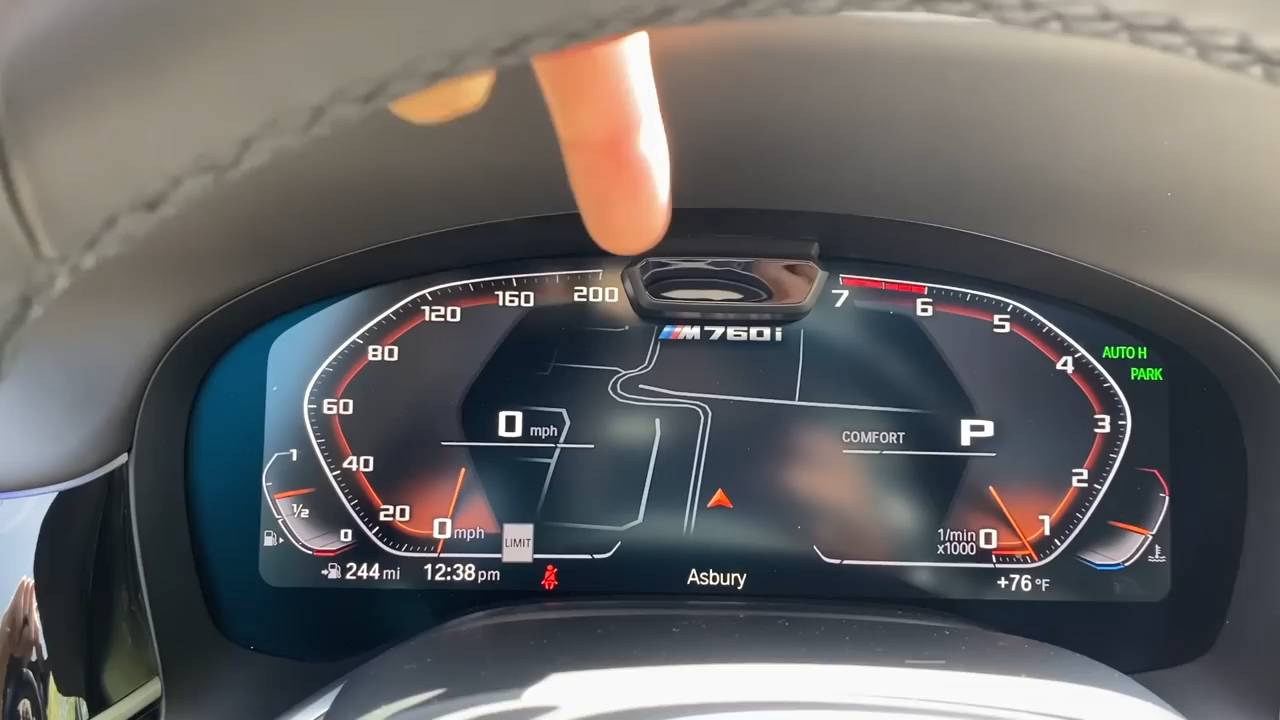 200
160
120
80
60
40
20
0 mph
0 mph
M760i
7
6
5
4
3
2
1
0
1/min
x1000
COMFORT
P
AUTO H
PARK
1
1/2
0
LIMIT
244 mi
12:38 pm
Asbury
+76 °F